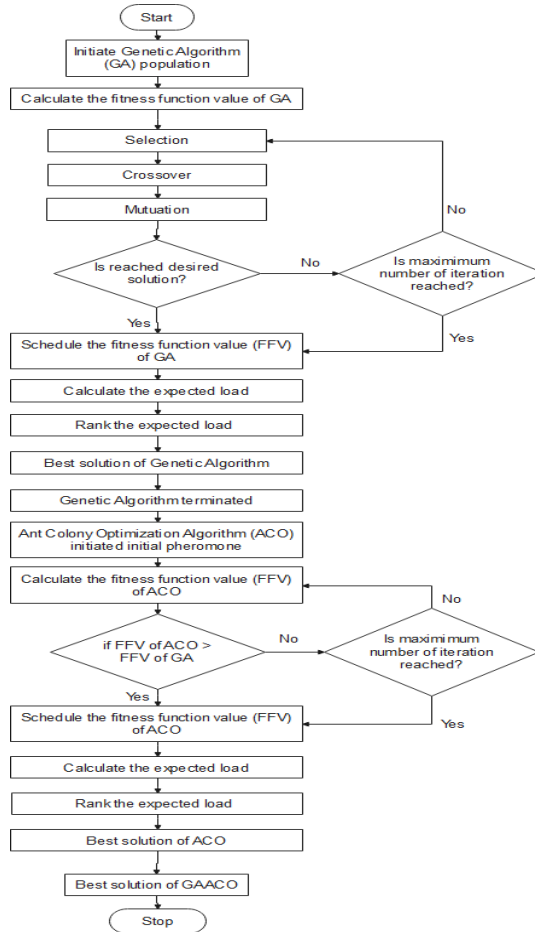 Start
Initiate Genetic Algorithm
(GA) population
Calculate the fitness function value of GA
Selection
Crossover
Mutuation
No
Is reached desired
solution?
No
Is maximimum
number of iteration
reached?
Yes
Yes
Schedule the fitness function value (FFV)
of GA
Calculate the expected load
Rank the expected load
Best solution of Genetic Algorithm
Genetic Algorithm terminated
Ant Colony Optimization Algorithm (ACO)
initiated initial pheromone
Calculate the fitness function value (FFV)
of ACO
No
if FFV of ACO >
FFV of GA
No
Is maximimum
number of iteration
reached?
Yes
Yes
Schedule the fitness function value (FFV)
of ACO
Calculate the expected load
Rank the expected load
Best solution of ACO
Best solution of GAACO
Stop